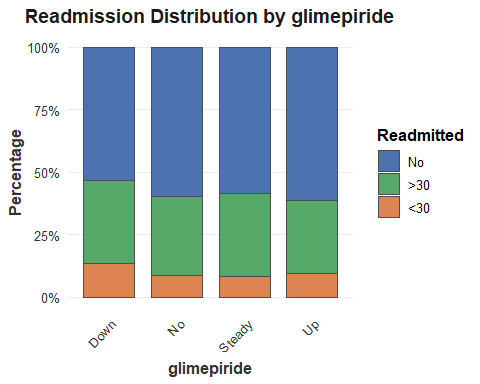 Readmission Distribution by glimepiride
Percentage
100%
75%
50%
25%
0%
Down
No
Steady
Up
glimepiride
Readmitted
No
>30
<30